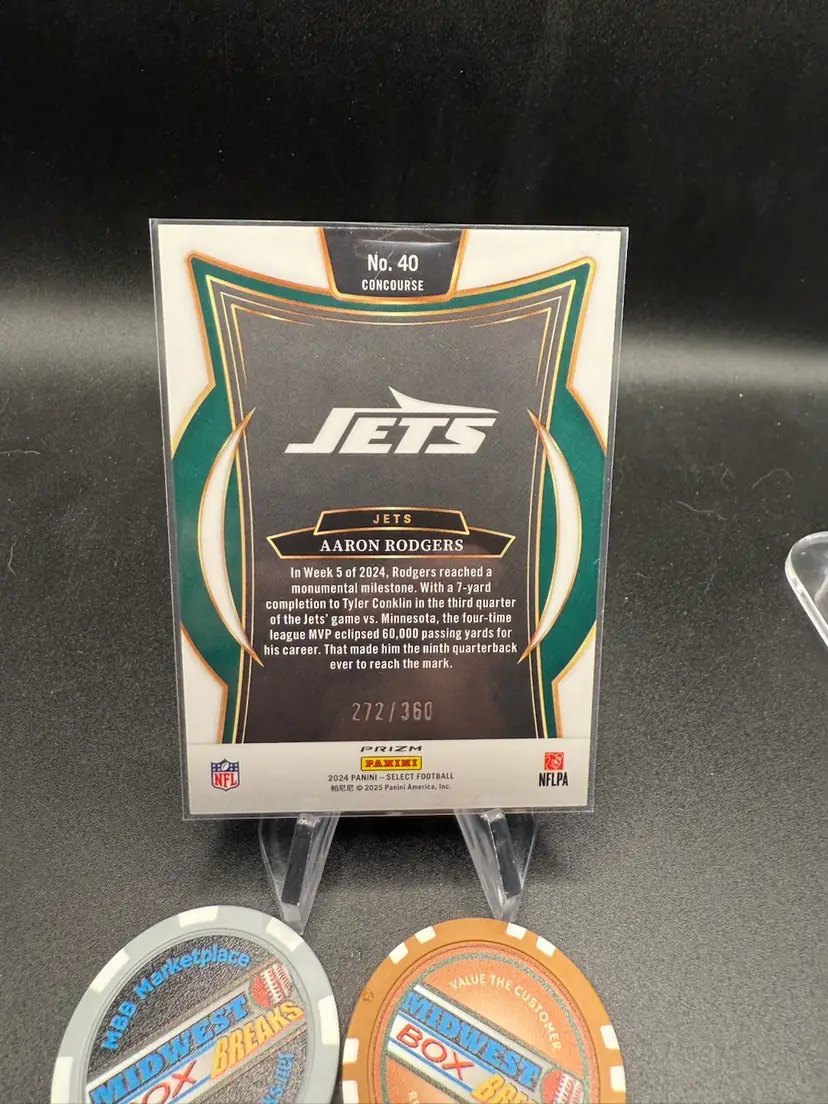 No. 40
CONCOURSE
JETS
JETS
AARON RODGERS
In Week 5 of 2024, Rodgers reached a
monumental milestone. With a 7-yard
completion to Tyler Conklin in the third quarter
of the Jets' game vs. Minnesota, the four-time
league MVP eclipsed 60,000 passing yards for
his career. That made him the ninth quarterback
ever to reach the mark.
272/360
PRIZM
PANINI
NFL
2024 PANINI – SELECT FOOTBALL
帕尼尼 © 2025 Panini America, Inc.
NFLPA
MBB Marketplace
MIDWEST
BOX BREAKS
VALUE THE CUSTOMER
MIDWEST
BOX